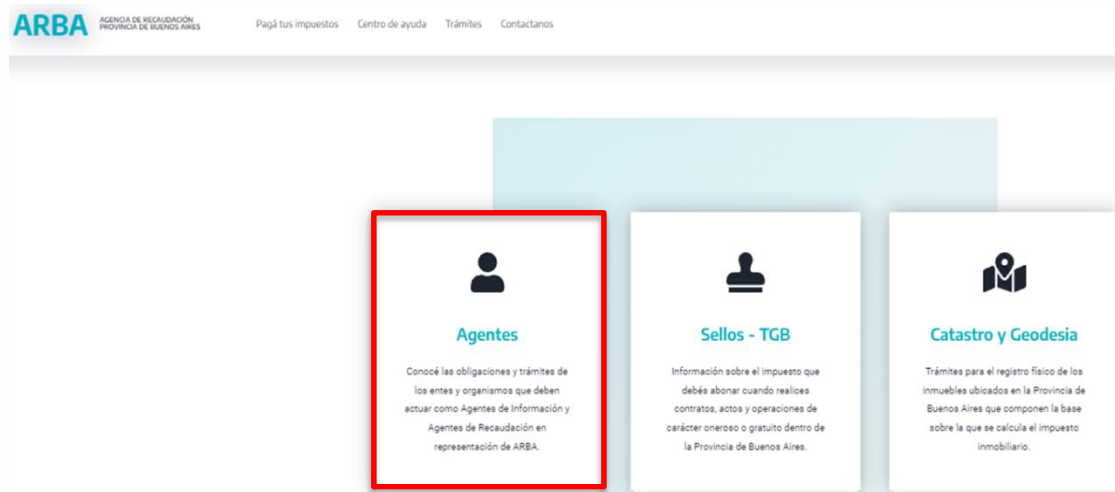 ARBA AGENCIA DE RECAUDACIÓN
PROVINCIA DE BUENOS AIRES
Pagá tus impuestos Centro de ayuda Trámites Contactanos
Agentes
Conocé las obligaciones y trámites de
los entes y organismos que deben
actuar como Agentes de Información y
Agentes de Recaudación en
representación de ARBA.
Sellos - TGB
Información sobre el impuesto que
debés abonar cuando realices
contratos, actos y operaciones de
carácter oneroso o gratuito dentro de
la Provincia de Buenos Aires.
Catastro y Geodesia
Trámites para el registro físico de los
inmuebles ubicados en la Provincia de
Buenos Aires que componen la base
sobre la que se calcula el impuesto
inmobiliario.